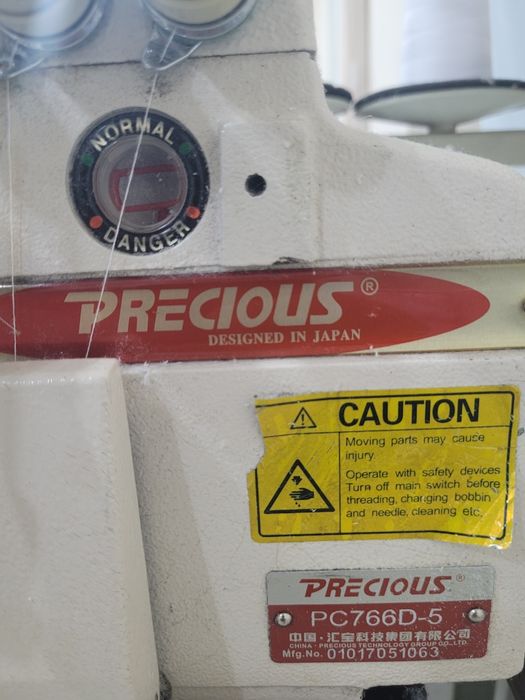 NORMAL
DANGER
PRECIOUS®
DESIGNED IN JAPAN
CAUTION
Moving parts may cause
injury.
Operate with safety devices
Turn off main switch before
threading, changing bobbin
and needle, cleaning etc.
PRECIOUS®
PC766D-5
中国·汇宝科技集团有限公司
CHINA·PRECIOUS TECHNOLOGY GROUP CO.,LTD.
Mfg.No. 01017051063